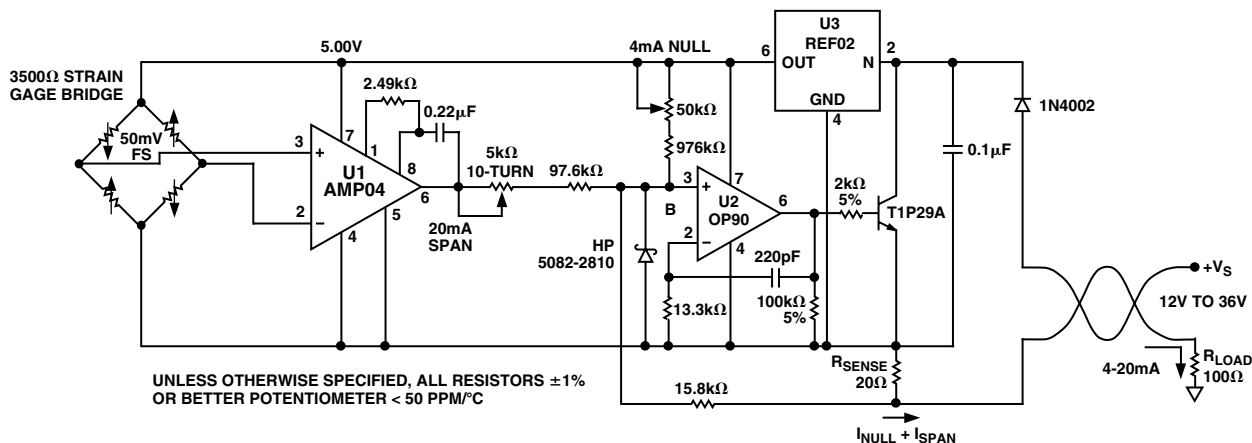 3500Ω STRAIN
GAGE BRIDGE
50mV
FS
5.00V
2.49kΩ
0.22µF
3
+
7
1
8
U1
AMP04
6
2
−
4
5
5kΩ
10-TURN
20mA
SPAN
97.6kΩ
4mA NULL
50kΩ
976kΩ
HP
5082-2810
B
3
+
7
U2
OP90
6
2
−
4
220pF
13.3kΩ
100kΩ
5%
U3
REF02
6
OUT
N
2
GND
4
2kΩ
5%
T1P29A
0.1µF
1N4002
+VS
12V TO 36V
4-20mA
RLOAD
100Ω
RSENSE
20Ω
15.8kΩ
INULL + ISPAN
UNLESS OTHERWISE SPECIFIED, ALL RESISTORS ±1%
OR BETTER POTENTIOMETER < 50 PPM/°C